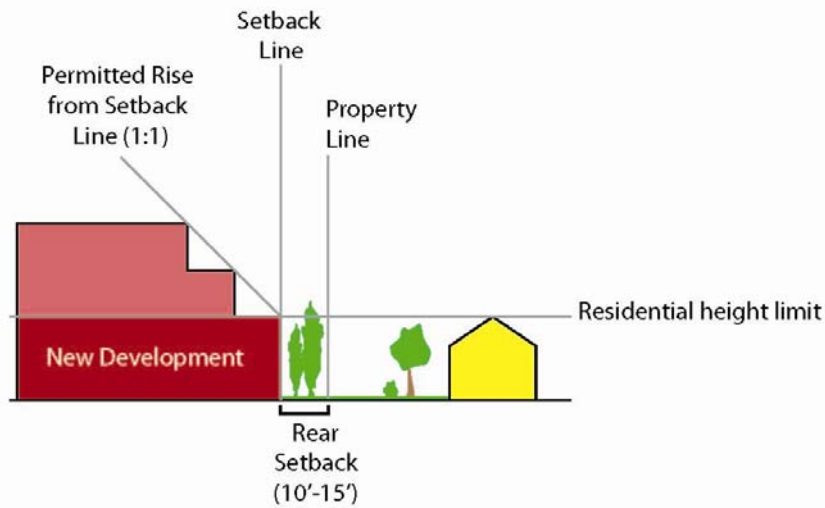 Setback
Line
Permitted Rise
from Setback
Line (1:1)
Property
Line
Residential height limit
New Development
Rear
Setback
(10'-15')